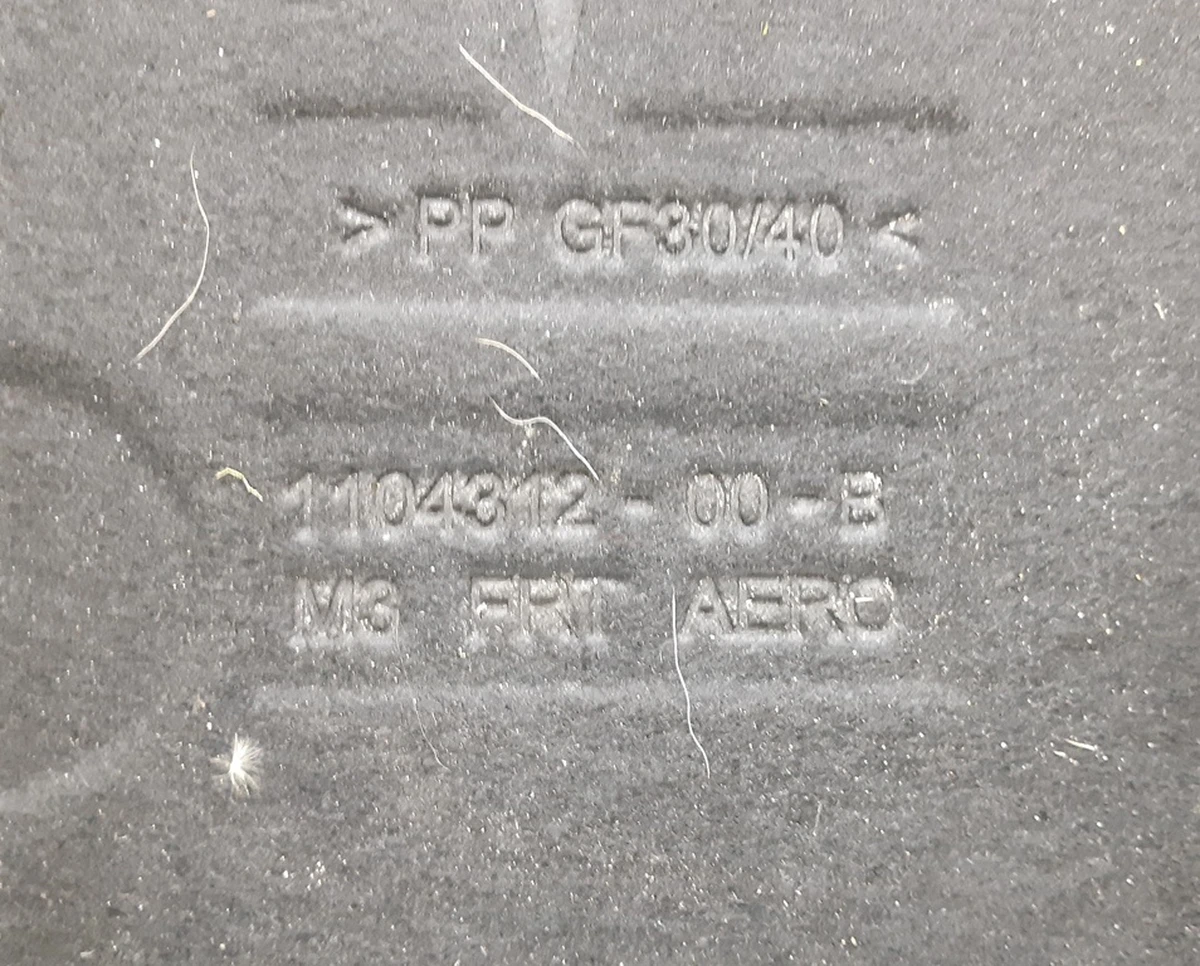 > PP GF30/40 <
1104312 - 00 - B
M3 FRT AERO